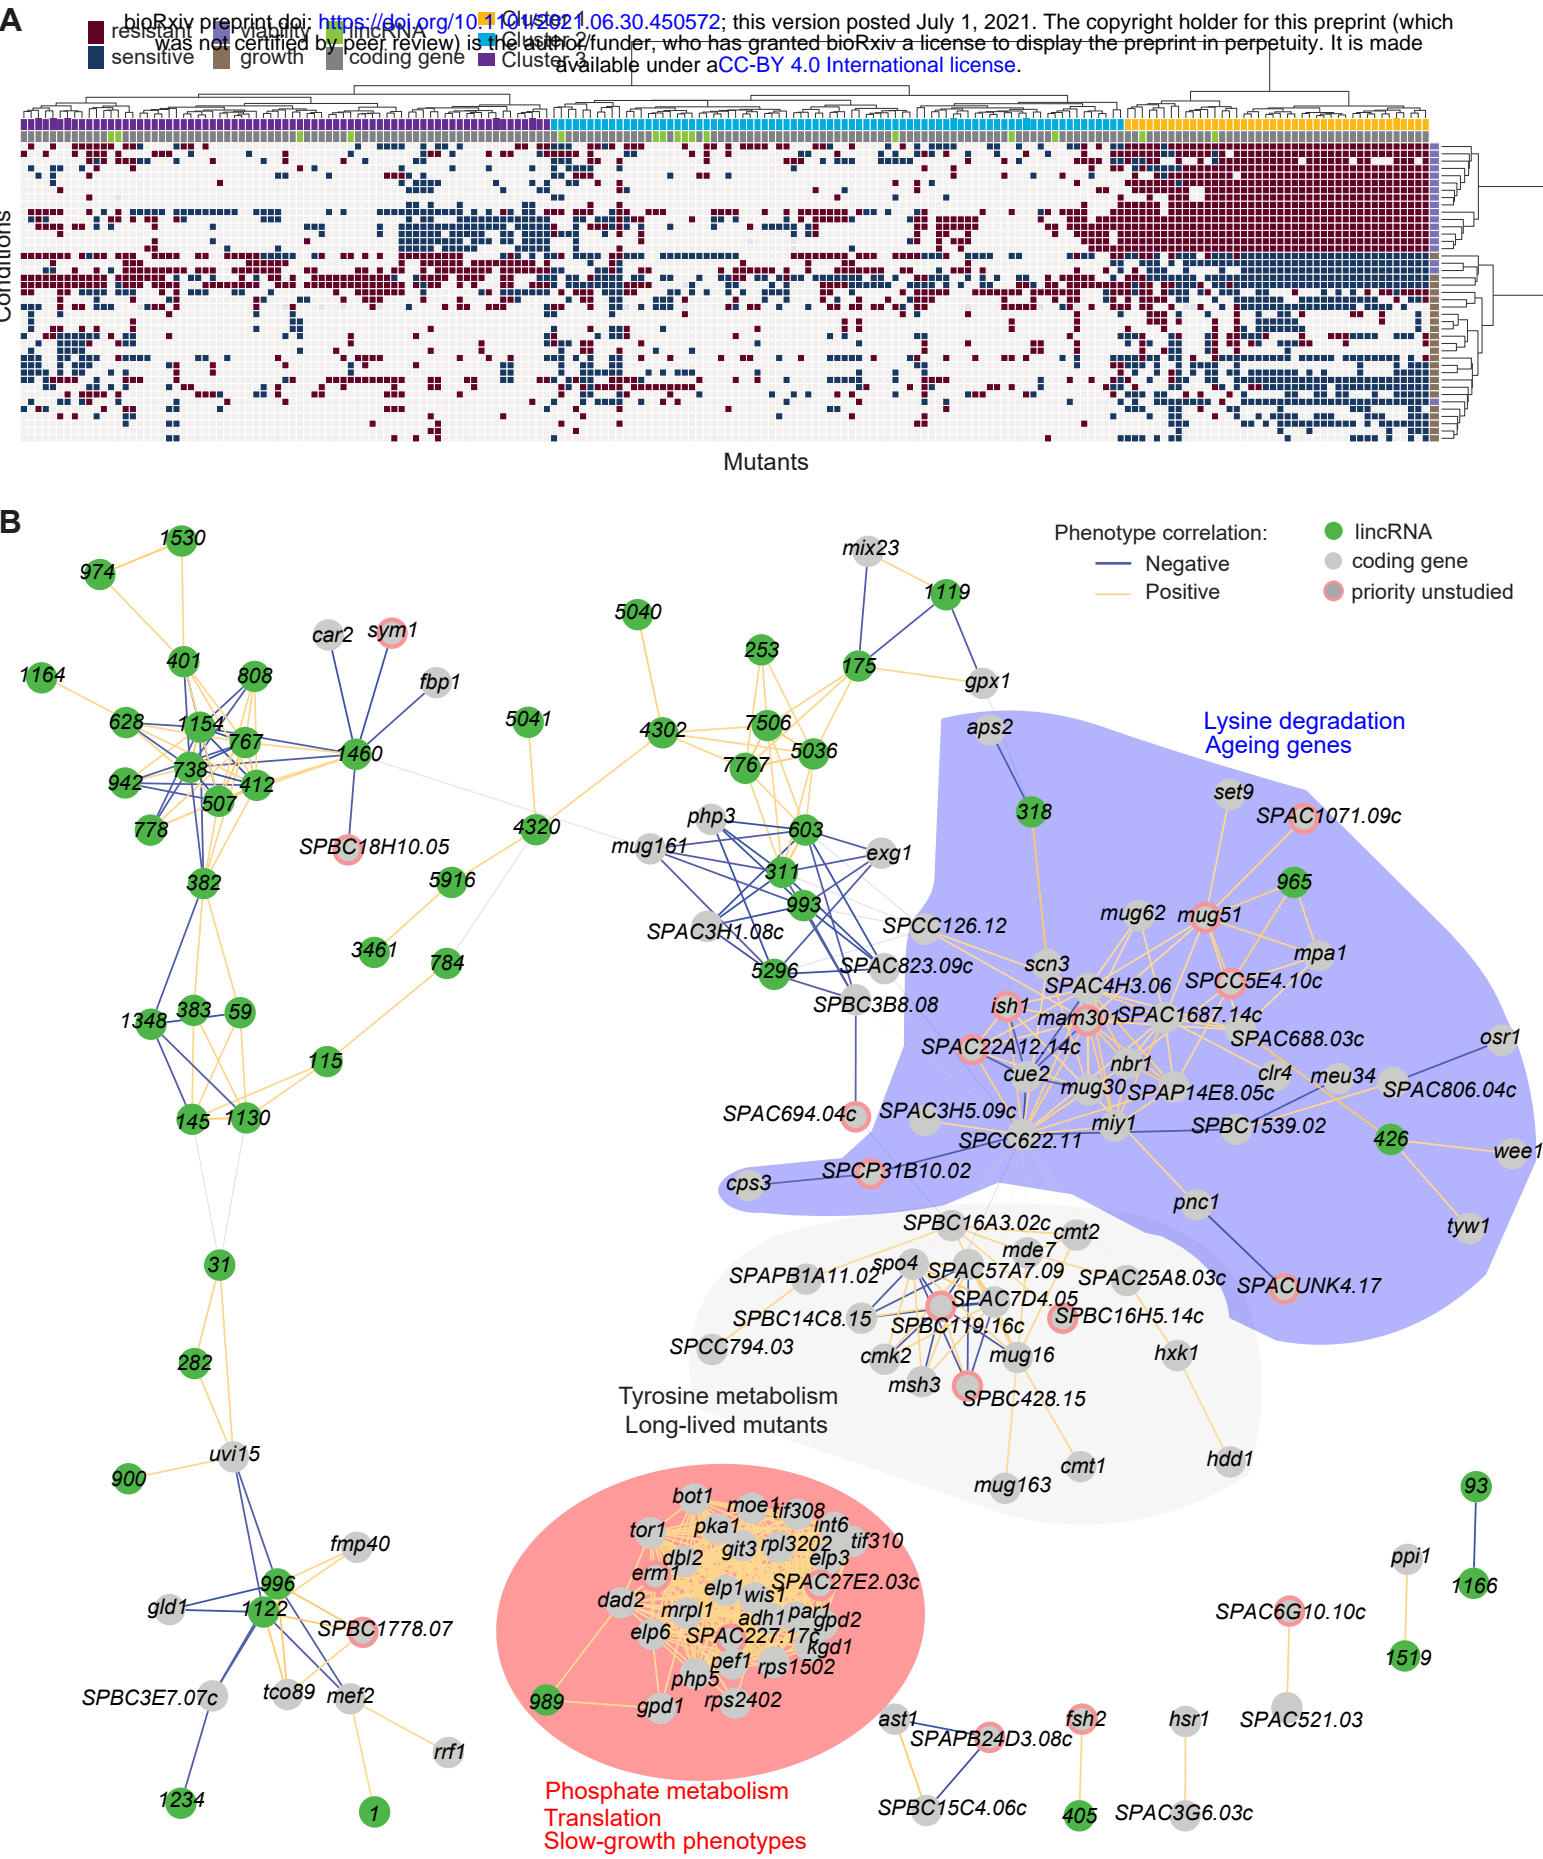 A
bioRxiv preprint doi: https://doi.org/10.1101/2021.06.30.450572; this version posted July 1, 2021. The copyright holder for this preprint (which
was not certified by peer review) is the author/funder, who has granted bioRxiv a license to display the preprint in perpetuity. It is made
available under aCC-BY 4.0 International license.
resistant viability lincRNA Cluster 1
Cluster 2
sensitive growth coding gene Cluster 3
Conditions
Mutants
B
Phenotype correlation:
Negative
Positive
lincRNA
coding gene
priority unstudied
1530
974
mix23
1119
5040
car2 sym1
253
401
1164
808
fbp1
175
gpx1
628
1154
767
5041
4302
7506
5036
aps2
Lysine degradation
Ageing genes
1460
738
942
412
507
7767
778
SPBC18H10.05
4320
php3
603
318
set9
SPAC1071.09c
mug161
exg1
382
5916
311
965
993
SPAC3H1.08c
SPCC126.12
mug62 mug51
3461
784
5296
SPAC823.09c
scn3
mpa1
SPBC3B8.08
SPAC4H3.06
SPCC5E4.10c
383
59
1348
ish1
mam301
SPAC1687.14c
SPAC688.03c
osr1
115
SPAC22A12.14c
cue2
nbr1
mug30
SPAP14E8.05c
clr4
meu34
SPAC806.04c
145
1130
SPAC694.04c
SPAC3H5.09c
SPCC622.11
miy1
SPBC1539.02
426
wee1
SPCP31B10.02
cps3
pnc1
tyw1
31
SPBC16A3.02c
cmt2
mde7
SPAPB1A11.02
spo4
SPAC57A7.09
SPAC25A8.03c
SPACUNK4.17
SPBC14C8.15
SPAC7D4.05
SPBC119.16c
SPBC16H5.14c
SPCC794.03
282
cmk2
mug16
hxk1
msh3
SPBC428.15
Tyrosine metabolism
Long-lived mutants
uvi15
900
mug163
cmt1
hdd1
93
bot1
moe1
tif308
tor1
pka1
int6
tif310
fmp40
dbl2
git3
rpl3202
elp3
ppi1
996
erm1
elp1
wis1
SPAC27E2.03c
1166
gld1
1122
dad2
mrpl1
adh1
par1
gpd2
SPAC6G10.10c
SPBC1778.07
elp6
SPAC227.17c
kgd1
1519
pef1
rps1502
php5
SPBC3E7.07c
tco89
mef2
989
gpd1
rps2402
ast1
SPAPB24D3.08c
fsh2
hsr1
SPAC521.03
rrf1
1234
1
Phosphate metabolism
Translation
Slow-growth phenotypes
SPBC15C4.06c
405
SPAC3G6.03c